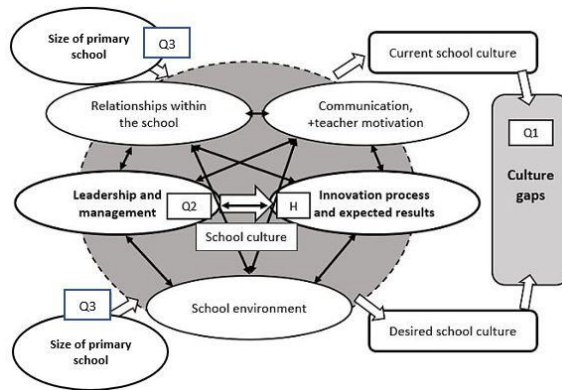 Size of primary
school
Q3
Current school culture
Relationships within
the school
Communication,
+teacher motivation
Q1
Culture
gaps
Leadership and
management
Q2
H
Innovation process
and expected results
School culture
School environment
Q3
Size of primary
school
Desired school culture